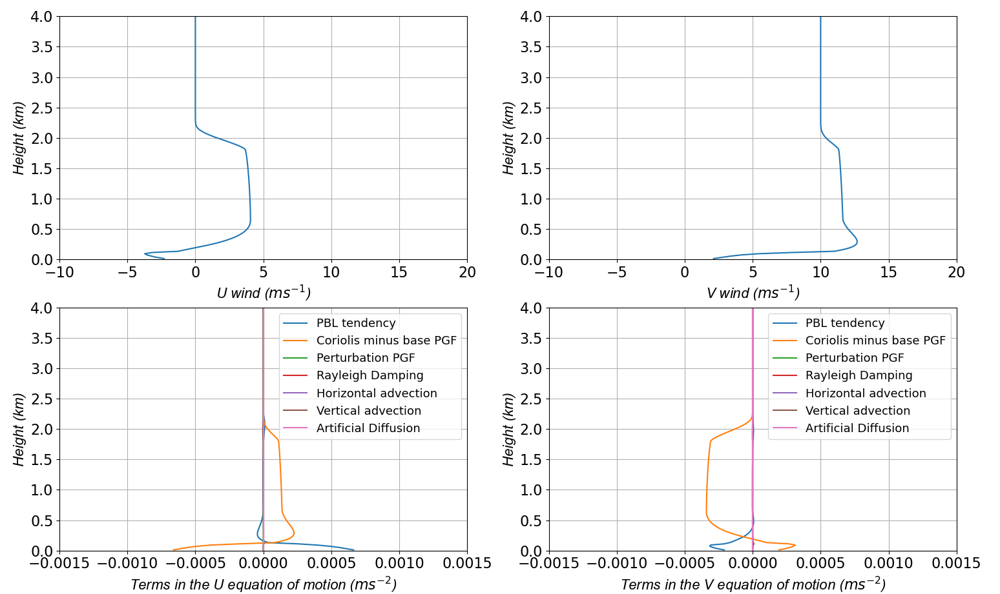 4.0
3.5
3.0
2.5
2.0
1.5
1.0
0.5
0.0
Height (km)
−10 −5 0 5 10 15 20
U wind (ms⁻¹)
4.0
3.5
3.0
2.5
2.0
1.5
1.0
0.5
0.0
Height (km)
−10 −5 0 5 10 15 20
V wind (ms⁻¹)
4.0
3.5
3.0
2.5
2.0
1.5
1.0
0.5
0.0
Height (km)
PBL tendency
Coriolis minus base PGF
Perturbation PGF
Rayleigh Damping
Horizontal advection
Vertical advection
Artificial Diffusion
−0.0015 −0.0010 −0.0005 0.0000 0.0005 0.0010 0.0015
Terms in the U equation of motion (ms⁻²)
4.0
3.5
3.0
2.5
2.0
1.5
1.0
0.5
0.0
Height (km)
PBL tendency
Coriolis minus base PGF
Perturbation PGF
Rayleigh Damping
Horizontal advection
Vertical advection
Artificial Diffusion
−0.0015 −0.0010 −0.0005 0.0000 0.0005 0.0010 0.0015
Terms in the V equation of motion (ms⁻²)